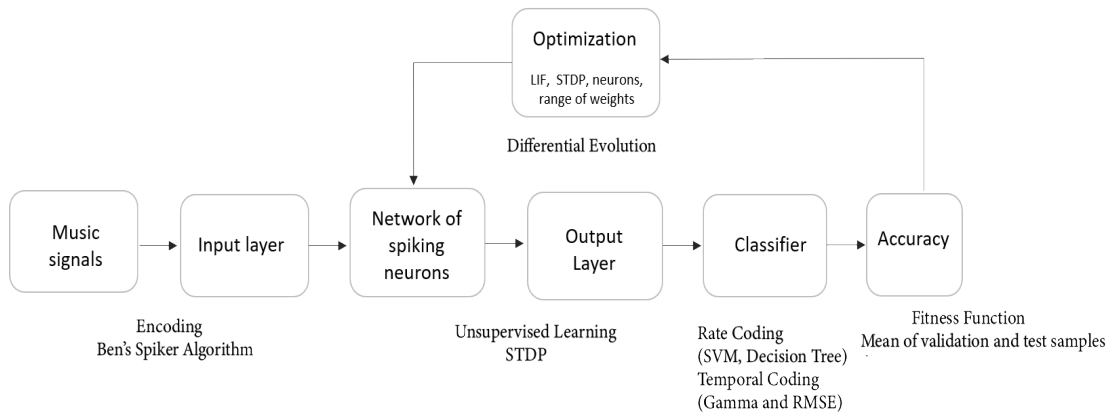 Optimization
LIF, STDP, neurons,
range of weights
Differential Evolution
Music
signals
Input layer
Network of
spiking
neurons
Output
Layer
Classifier
Accuracy
Encoding
Ben's Spiker Algorithm
Unsupervised Learning
STDP
Rate Coding
(SVM, Decision Tree)
Temporal Coding
(Gamma and RMSE)
Fitness Function
Mean of validation and test samples